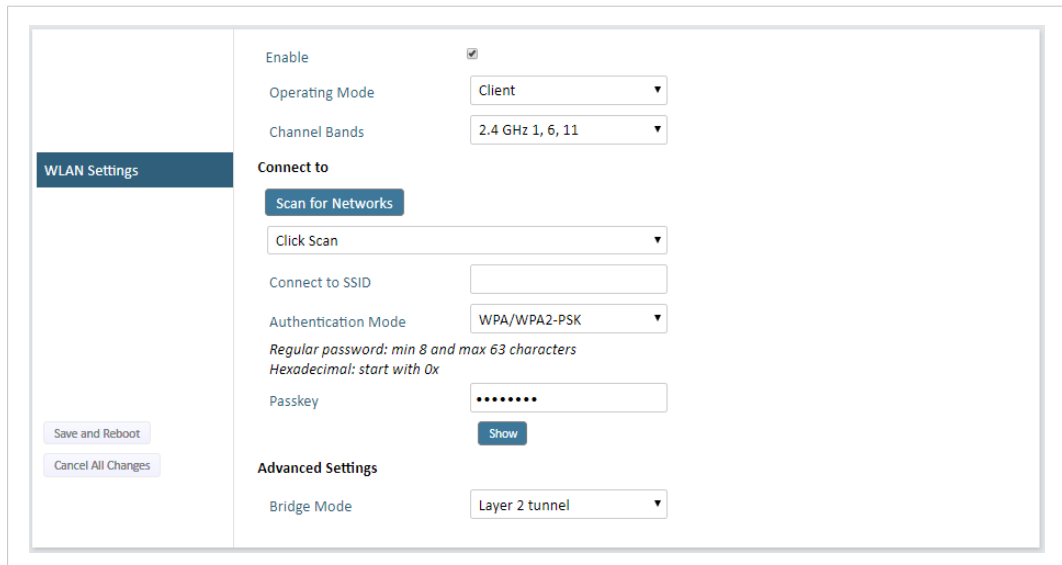 Enable
Operating Mode
Client
Channel Bands
2.4 GHz 1, 6, 11
WLAN Settings
Connect to
Scan for Networks
Click Scan
Connect to SSID
Authentication Mode
WPA/WPA2-PSK
Regular password: min 8 and max 63 characters
Hexadecimal: start with 0x
Passkey
••••••••
Show
Save and Reboot
Cancel All Changes
Advanced Settings
Bridge Mode
Layer 2 tunnel